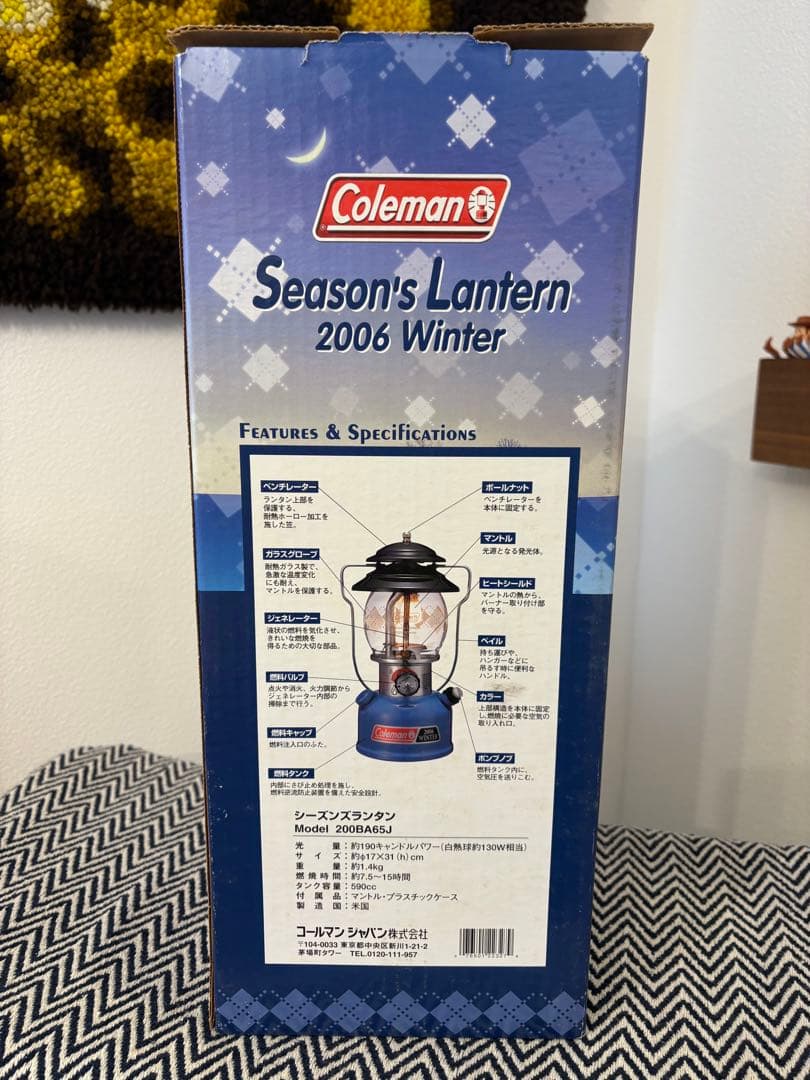 Coleman
Season's Lantern
2006 Winter
Features & Specifications
ベンチレーター
ランタン上部を
保護する、
耐熱ホーロー加工を
施した笠。
ガラスグローブ
耐熱ガラス製で、
急激な温度変化
にも耐え、
マントルを保護する。
ジェネレーター
液状の燃料を気化させ、
きれいな燃焼を
得るための大切な部品。
燃料バルブ
点火や消火、火力調節から
ジェネレーター内部の
掃除まで行う。
燃料キャップ
燃料注入口のふた。
燃料タンク
内部にさび止め処理を施し、
燃料逆流防止装置を備えた安全設計。
ボールナット
ベンチレーターを
本体に固定する。
マントル
光源となる発光体。
ヒートシールド
マントルの熱から、
バーナー取り付け部
を守る。
ベイル
持ち運びや、
ハンガーなどに
吊るす時に便利な
ハンドル。
カラー
上部構造を本体に固定
し、燃焼に必要な空気の
取り入れ口。
ポンプノブ
燃料タンク内に、
空気圧を送りこむ。
Coleman
2006
WINTER
シーズンズランタン
Model 200BA65J
光 量：約190キャンドルパワー(白熱球約130W相当)
サ イ ズ：約φ17×31(h)cm
重 量：約1.4kg
燃焼時間：約7.5〜15時間
タンク容量：590cc
付 属 品：マントル・プラスチックケース
製 造 国：米国
コールマン ジャパン株式会社
〒104-0033 東京都中央区新川1-21-2
茅場町タワー TEL.0120-111-957